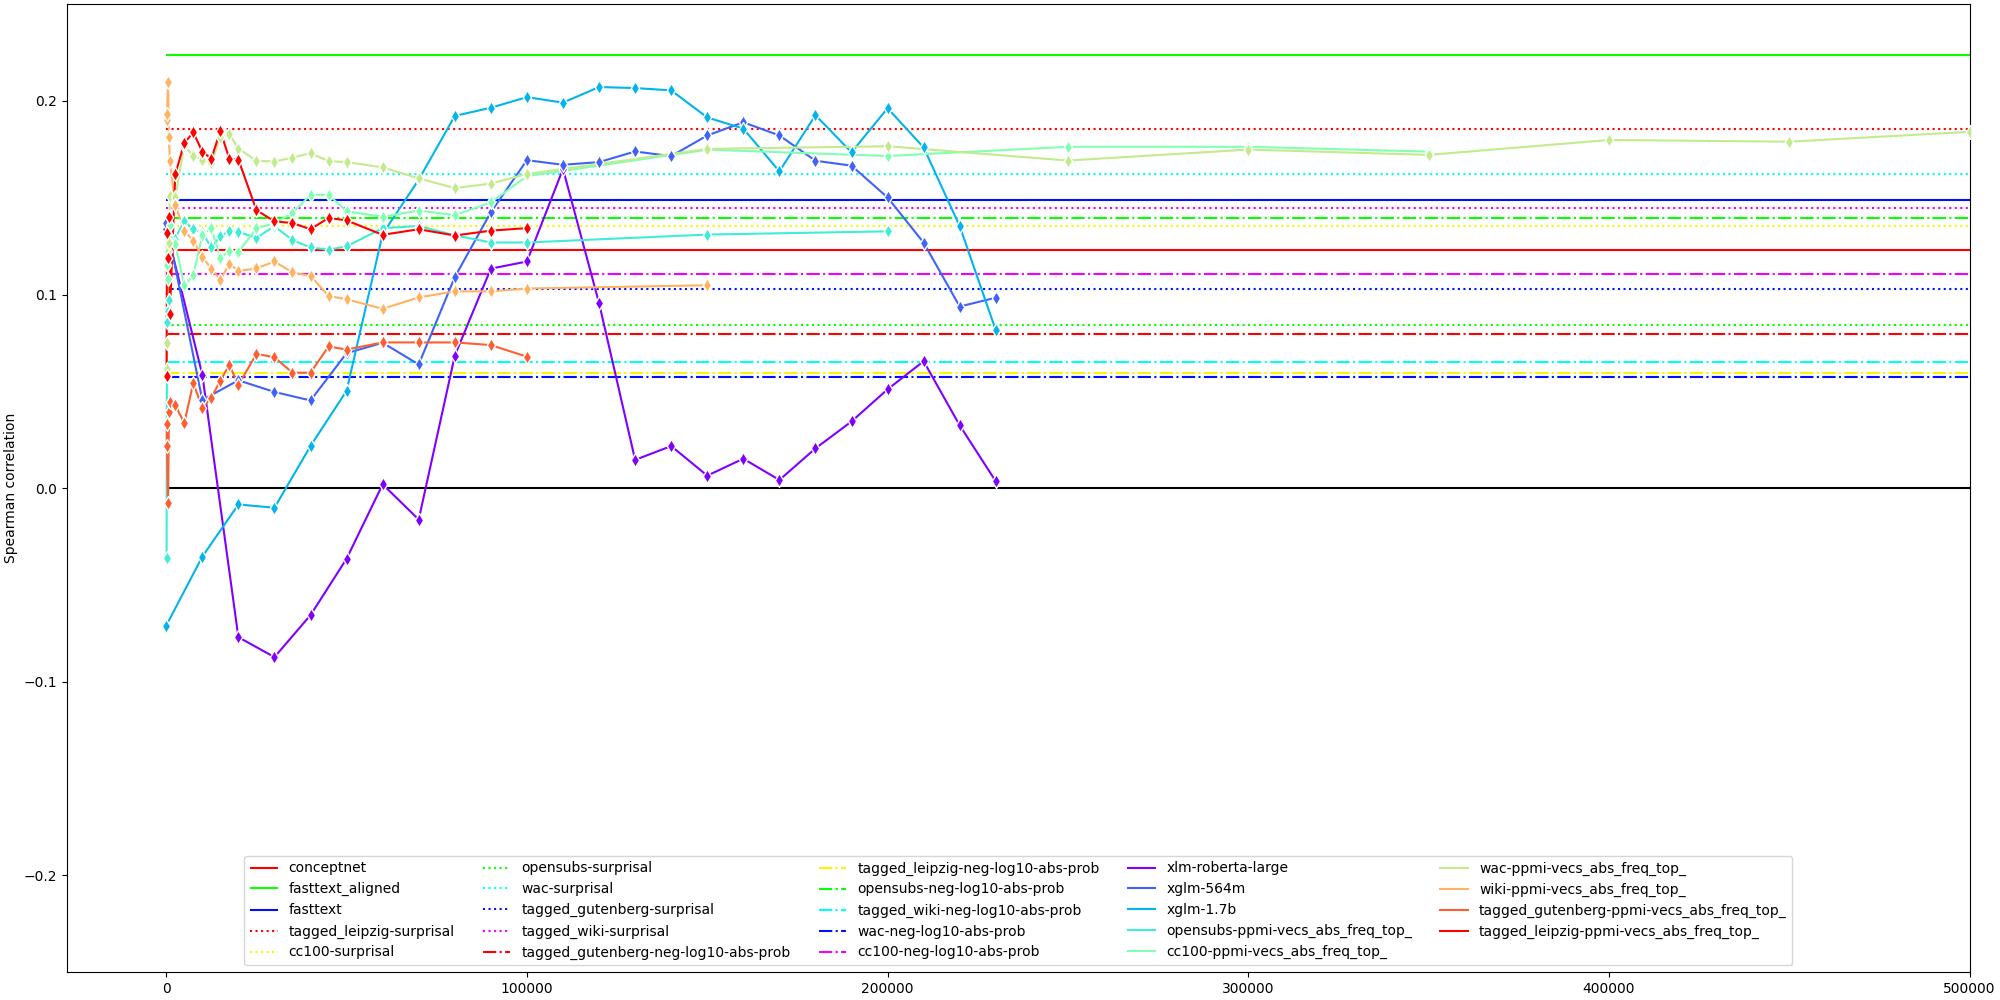 Spearman correlation
0.2
0.1
0.0
−0.1
−0.2
0
100000
200000
300000
400000
500000
conceptnet
fasttext_aligned
fasttext
tagged_leipzig-surprisal
cc100-surprisal
opensubs-surprisal
wac-surprisal
tagged_gutenberg-surprisal
tagged_wiki-surprisal
tagged_gutenberg-neg-log10-abs-prob
tagged_leipzig-neg-log10-abs-prob
opensubs-neg-log10-abs-prob
tagged_wiki-neg-log10-abs-prob
wac-neg-log10-abs-prob
cc100-neg-log10-abs-prob
xlm-roberta-large
xglm-564m
xglm-1.7b
opensubs-ppmi-vecs_abs_freq_top_
cc100-ppmi-vecs_abs_freq_top_
wac-ppmi-vecs_abs_freq_top_
wiki-ppmi-vecs_abs_freq_top_
tagged_gutenberg-ppmi-vecs_abs_freq_top_
tagged_leipzig-ppmi-vecs_abs_freq_top_